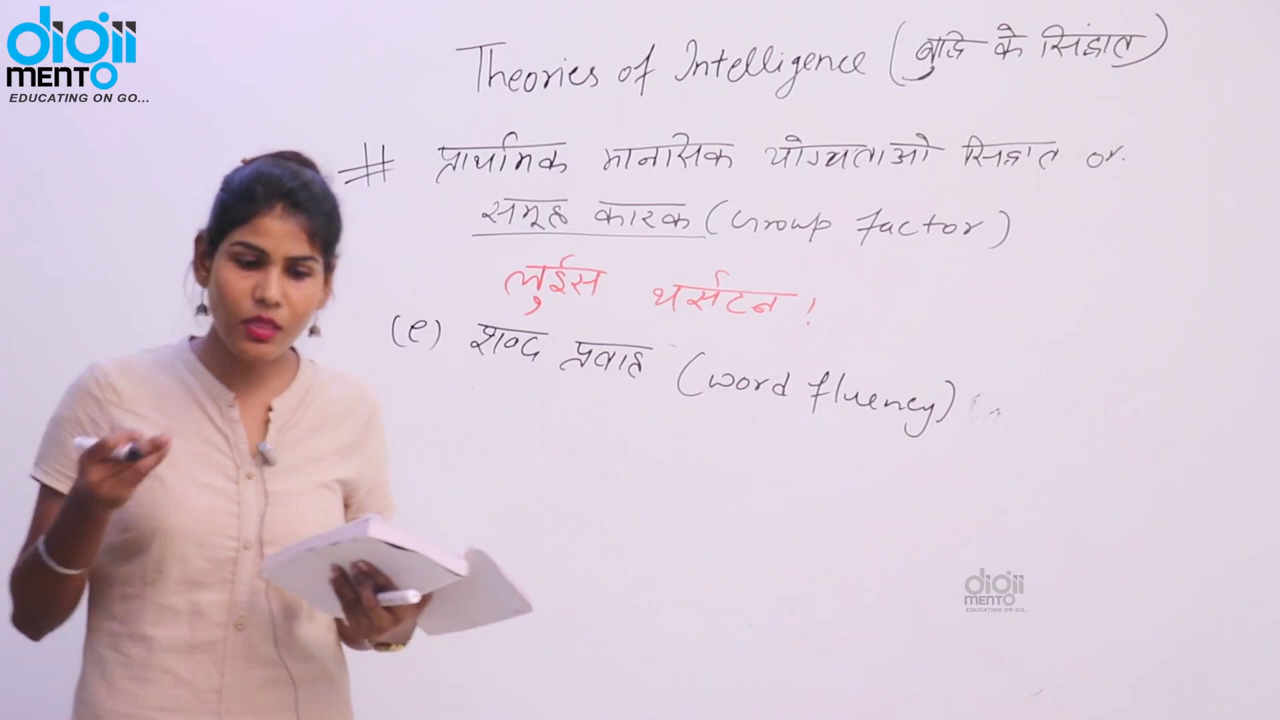 digii
MENTO
EDUCATING ON GO...
Theories of Intelligence (बुद्धि के सिंद्दात)
# प्राथमिक मानसिक योग्यताओ सिद्दात or.
समूह कारक (Group factor)
लुईस थर्सटन !
(e) शब्द प्रवाह (word fluency)
digii
MENTO
EDUCATING ON GO...